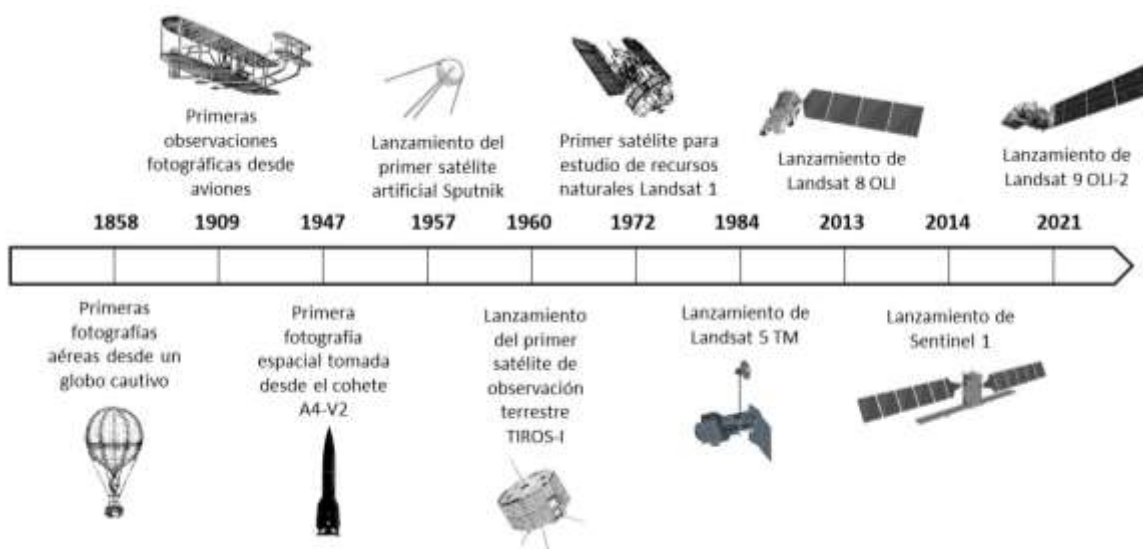 Primeras
observaciones
fotográficas desde
aviones
Lanzamiento del
primer satélite
artificial Sputnik
Primer satélite para
estudio de recursos
naturales Landsat 1
Lanzamiento de
Landsat 8 OLI
Lanzamiento de
Landsat 9 OLI-2
1858 1909 1947 1957 1960 1972 1984 2013 2014 2021
Primeras
fotografías
aéreas desde un
globo cautivo
Primera
fotografía
espacial tomada
desde el cohete
A4-V2
Lanzamiento
del primer
satélite de
observación
terrestre
TIROS-I
Lanzamiento de
Landsat 5 TM
Lanzamiento de
Sentinel 1